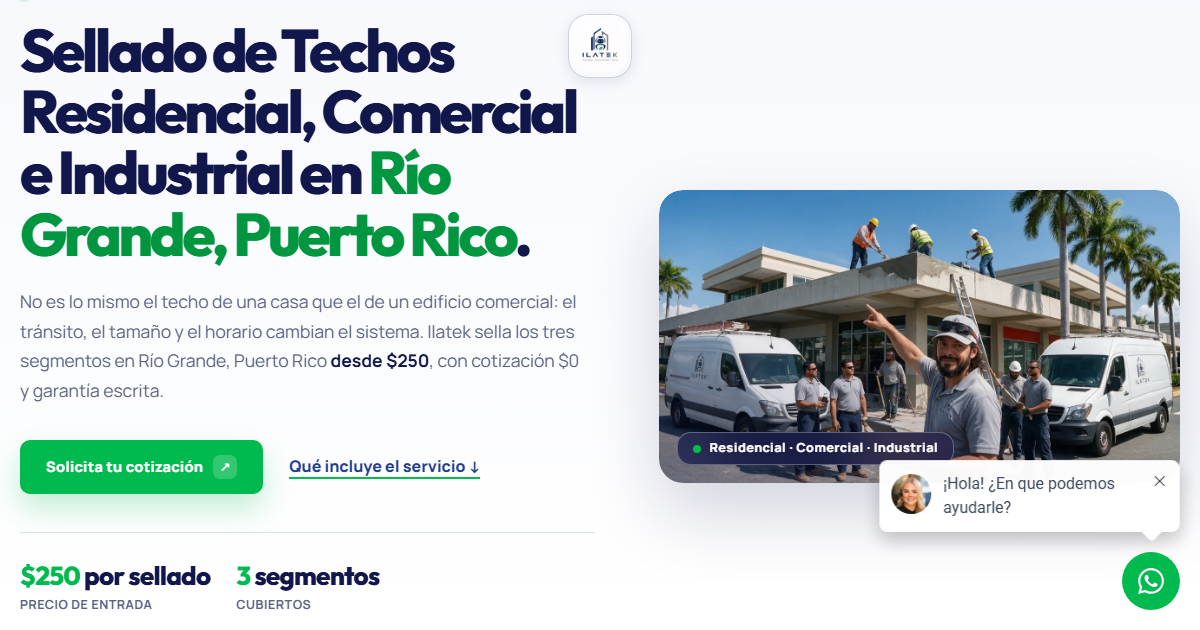 Sellado de Techos
Residencial, Comercial
e Industrial en Río
Grande, Puerto Rico.
ILATEK
No es lo mismo el techo de una casa que el de un edificio comercial: el
tránsito, el tamaño y el horario cambian el sistema. Ilatek sella los tres
segmentos en Río Grande, Puerto Rico desde $250, con cotización $0
y garantía escrita.
Solicita tu cotización ↗
Qué incluye el servicio ↓
$250 por sellado
PRECIO DE ENTRADA
3 segmentos
CUBIERTOS
ILATEK
ILATEK
Residencial · Comercial · Industrial
¡Hola! ¿En que podemos
ayudarle?